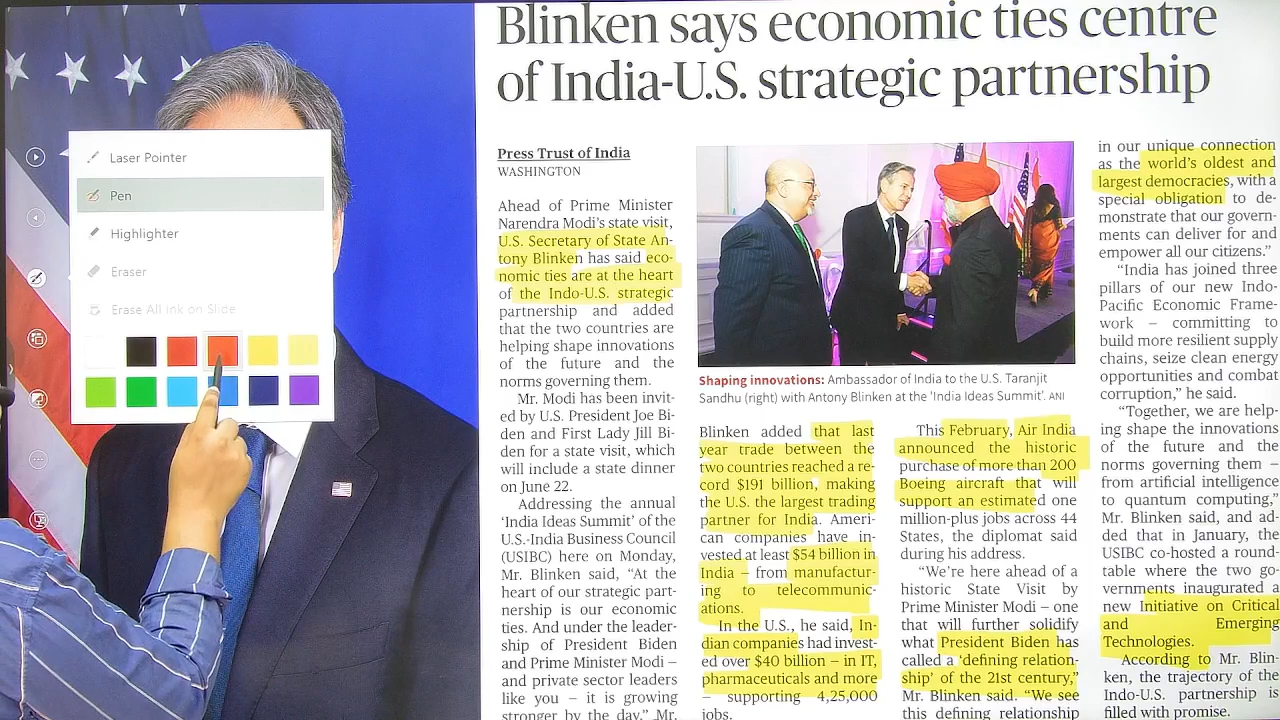 Blinken says economic ties centre
of India-U.S. strategic partnership
Laser Pointer
Pen
Highlighter
Eraser
Erase All Ink on Slide
Press Trust of India
WASHINGTON
Ahead of Prime Minister
Narendra Modi's state visit,
U.S. Secretary of State An-
tony Blinken has said eco-
nomic ties are at the heart
of the Indo-U.S. strategic
partnership and added
that the two countries are
helping shape innovations
of the future and the
norms governing them.
Mr. Modi has been invit-
ed by U.S. President Joe Bi-
den and First Lady Jill Bi-
den for a state visit, which
will include a state dinner
on June 22.
Addressing the annual
'India Ideas Summit' of the
U.S.-India Business Council
(USIBC) here on Monday,
Mr. Blinken said, "At the
heart of our strategic part-
nership is our economic
ties. And under the leader-
ship of President Biden
and Prime Minister Modi –
and private sector leaders
like you – it is growing
stronger by the day." Mr.
Shaping innovations: Ambassador of India to the U.S. Taranjit
Sandhu (right) with Antony Blinken at the 'India Ideas Summit'. ANI
Blinken added that last
year trade between the
two countries reached a re-
cord $191 billion, making
the U.S. the largest trading
partner for India. Ameri-
can companies have in-
vested at least $54 billion in
India – from manufactur-
ing to telecommunic-
ations.
In the U.S., he said, In-
dian companies had invest-
ed over $40 billion – in IT,
pharmaceuticals and more
– supporting 4,25,000
jobs.
This February, Air India
announced the historic
purchase of more than 200
Boeing aircraft that will
support an estimated one
million-plus jobs across 44
States, the diplomat said
during his address.
"We're here ahead of a
historic State Visit by
Prime Minister Modi – one
that will further solidify
what President Biden has
called a 'defining relation-
ship' of the 21st century,"
Mr. Blinken said. "We see
this defining relationship
in our unique connection
as the world's oldest and
largest democracies, with a
special obligation to de-
monstrate that our govern-
ments can deliver for and
empower all our citizens."
"India has joined three
pillars of our new Indo-
Pacific Economic Frame-
work – committing to
build more resilient supply
chains, seize clean energy
opportunities and combat
corruption," he said.
"Together, we are help-
ing shape the innovations
of the future and the
norms governing them –
from artificial intelligence
to quantum computing,"
Mr. Blinken said, and ad-
ded that in January, the
USIBC co-hosted a round-
table where the two go-
vernments inaugurated a
new Initiative on Critical
and Emerging
Technologies.
According to Mr. Blin-
ken, the trajectory of the
Indo-U.S. partnership is
filled with promise.